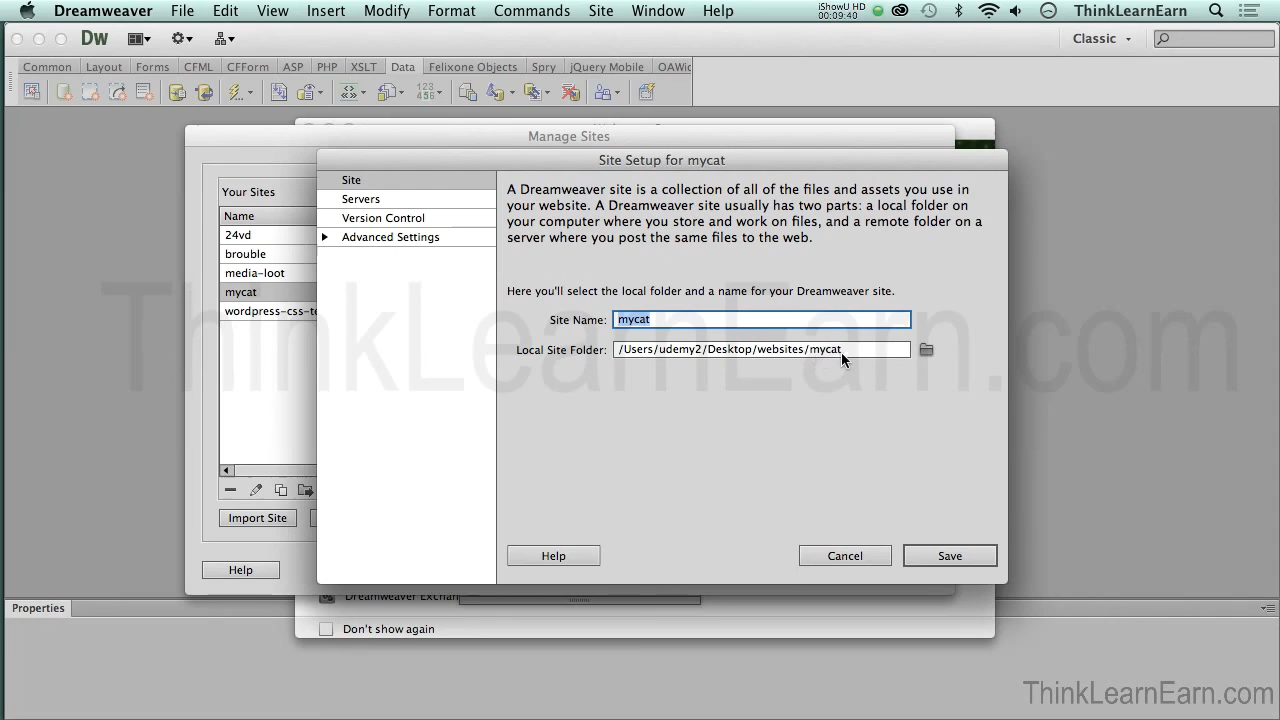 Dreamweaver File Edit View Insert Modify Format Commands Site Window Help
iShowU HD
00:09:40
ThinkLearnEarn
Dw
Classic
Common Layout Forms CFML CFForm ASP PHP XSLT Data Felixone Objects Spry jQuery Mobile OAWid
Manage Sites
Site Setup for mycat
Your Sites
Name
24vd
brouble
media-loot
mycat
wordpress-css-te
Import Site
Help
Site
Servers
Version Control
Advanced Settings
A Dreamweaver site is a collection of all of the files and assets you use in
your website. A Dreamweaver site usually has two parts: a local folder on
your computer where you store and work on files, and a remote folder on a
server where you post the same files to the web.
Here you'll select the local folder and a name for your Dreamweaver site.
Site Name: mycat
Local Site Folder: /Users/udemy2/Desktop/websites/mycat
Help Cancel Save
ThinkLearnEarn.com
Dreamweaver Exchan
Properties
Don't show again
ThinkLearnEarn.com